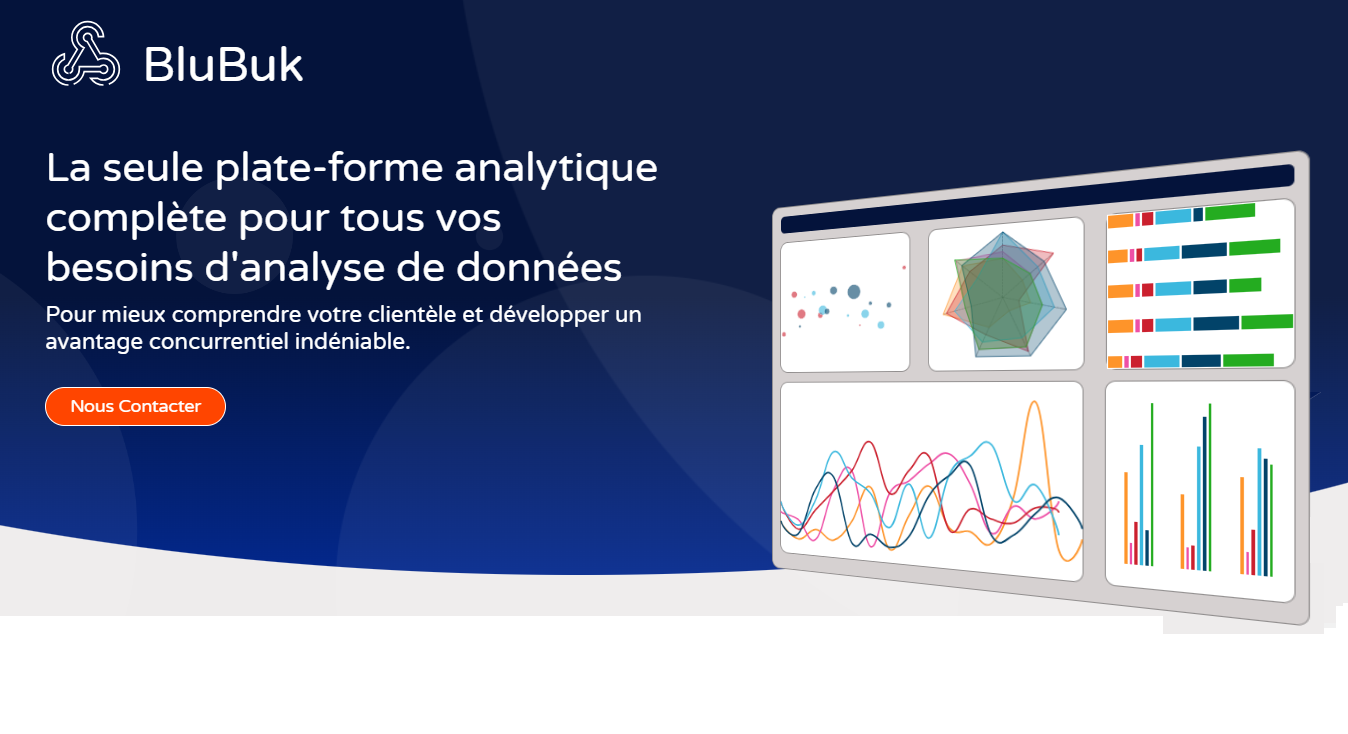 BluBuk
La seule plate-forme analytique
complète pour tous vos
besoins d'analyse de données
Pour mieux comprendre votre clientèle et développer un
avantage concurrentiel indéniable.
Nous Contacter